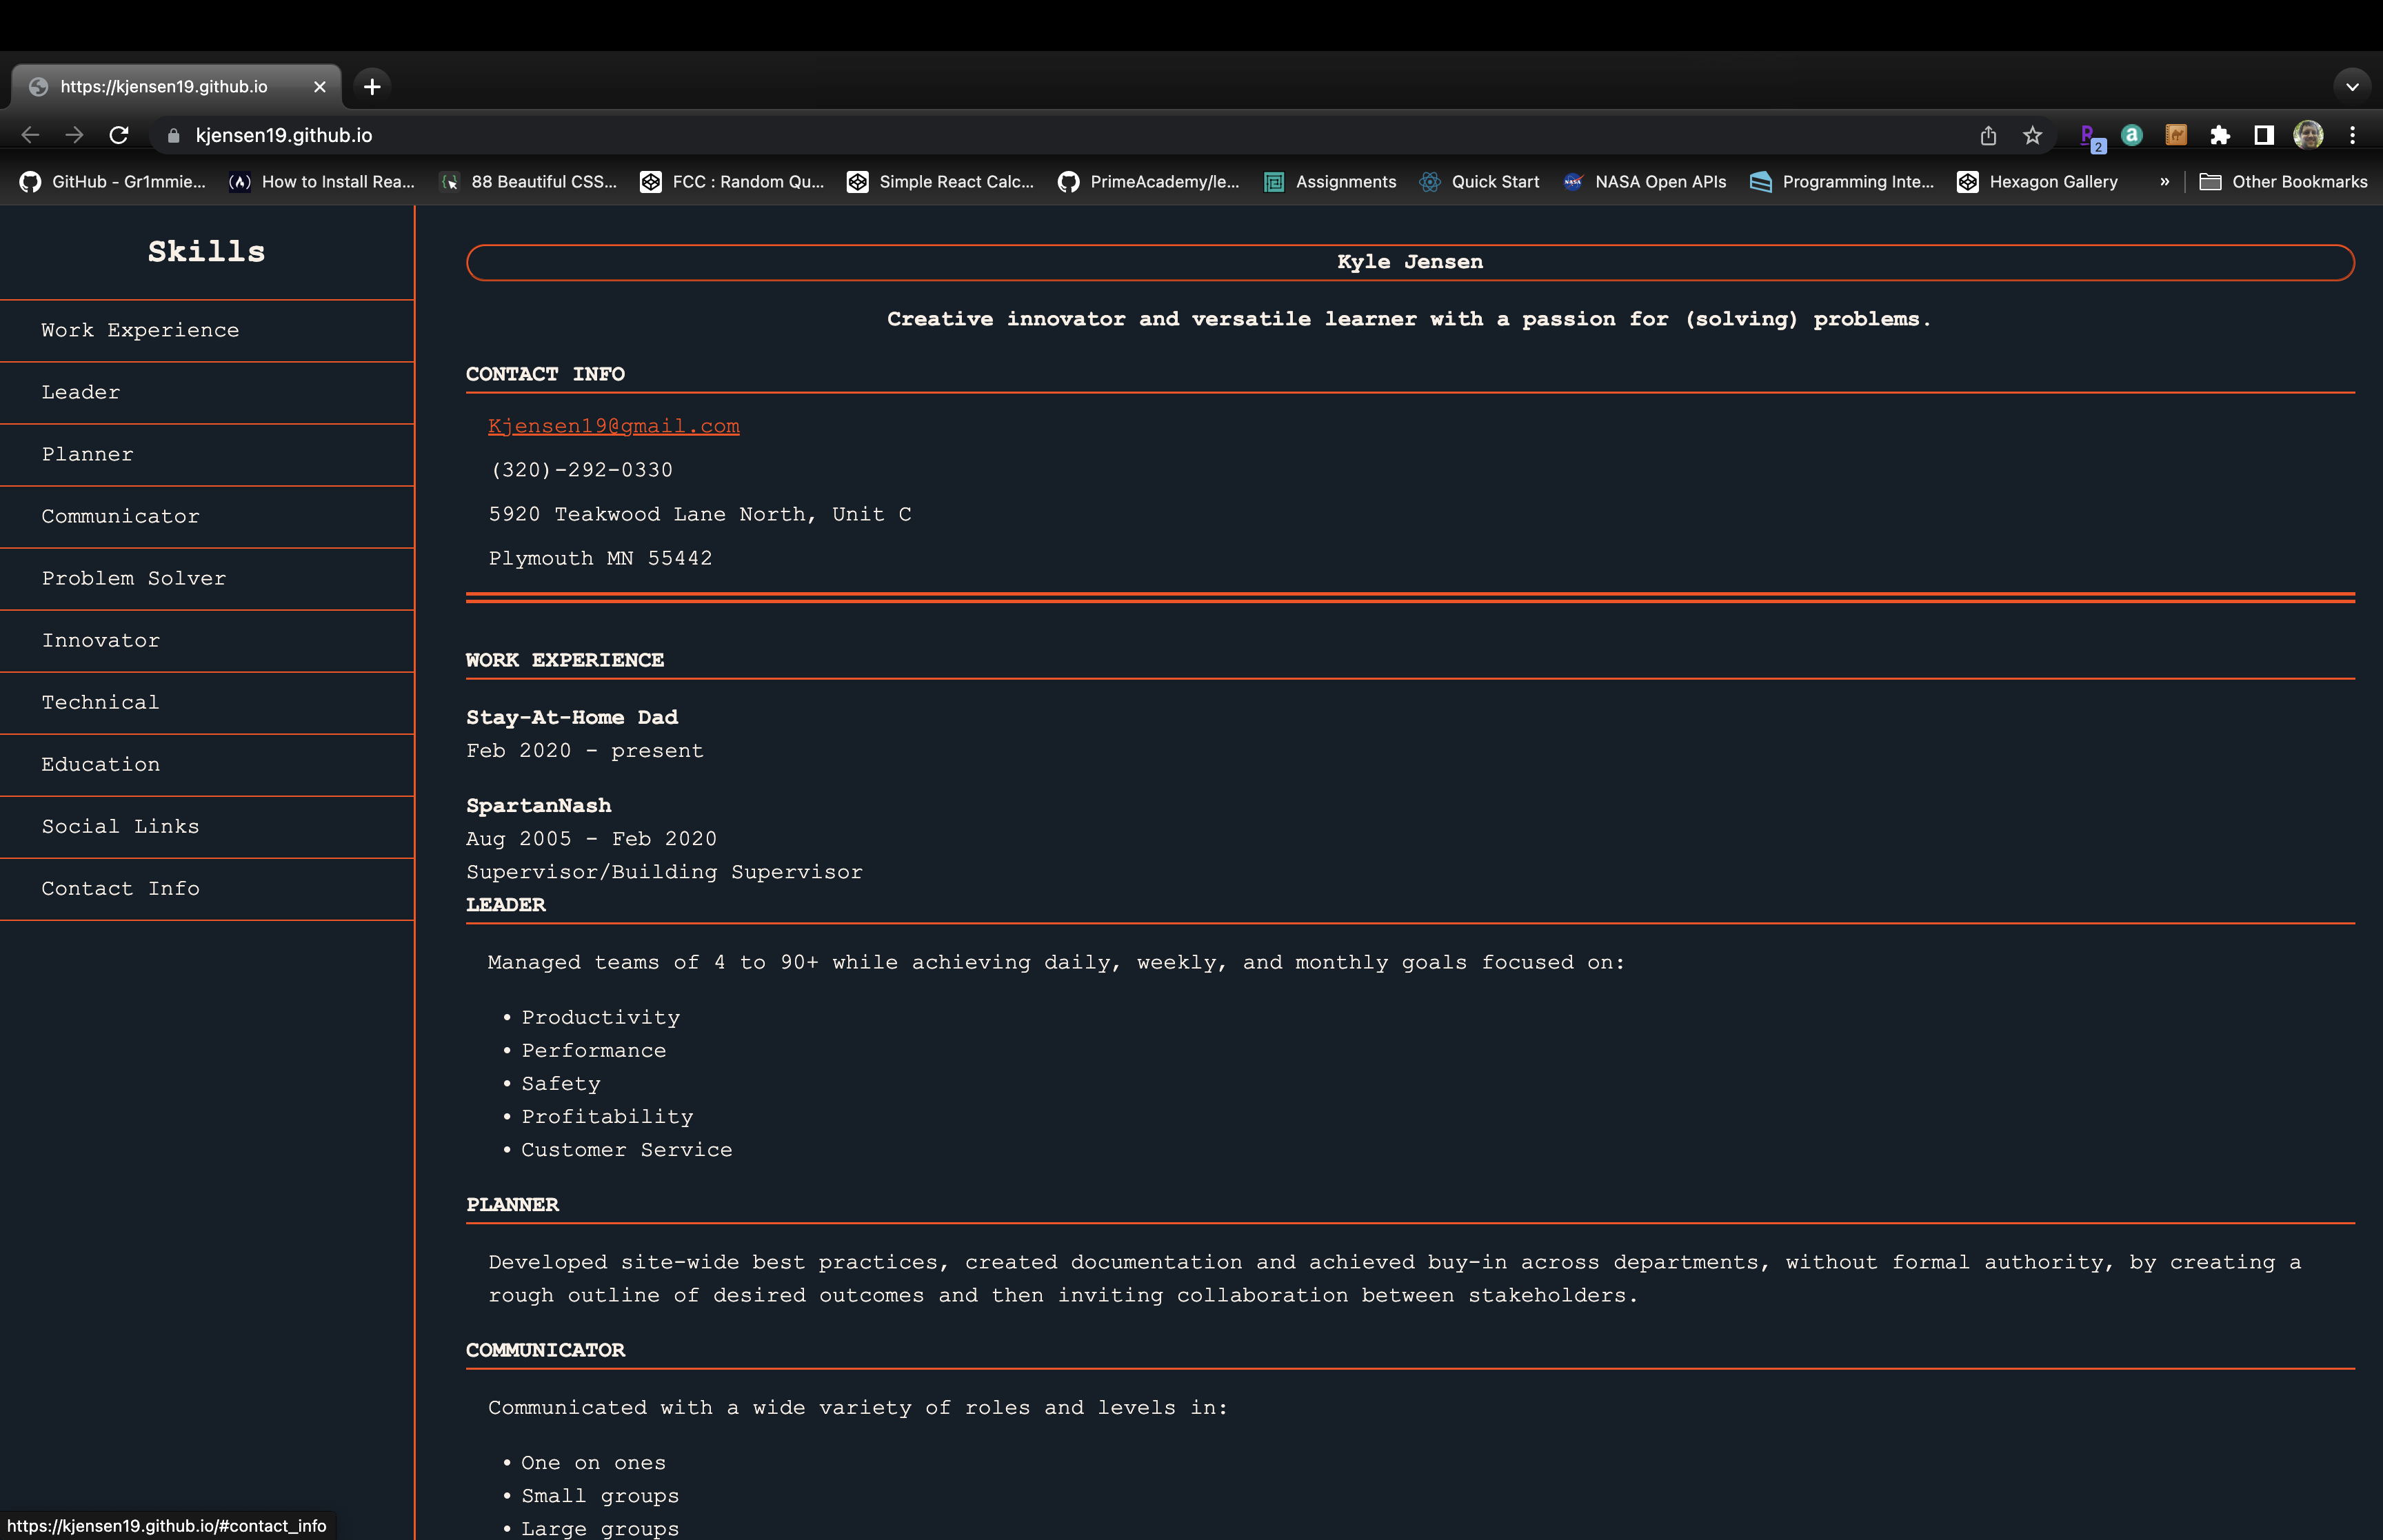 https://kjensen19.github.io
kjensen19.github.io
2
GitHub - Gr1mmie...
How to Install Rea...
88 Beautiful CSS...
FCC : Random Qu...
Simple React Calc...
PrimeAcademy/le...
Assignments
Quick Start
NASA Open APIs
Programming Inte...
Hexagon Gallery
»
Other Bookmarks
Skills
Work Experience
Leader
Planner
Communicator
Problem Solver
Innovator
Technical
Education
Social Links
Contact Info
Kyle Jensen
Creative innovator and versatile learner with a passion for (solving) problems.
CONTACT INFO
Kjensen19@gmail.com
(320)-292-0330
5920 Teakwood Lane North, Unit C
Plymouth MN 55442
WORK EXPERIENCE
Stay-At-Home Dad
Feb 2020 - present
SpartanNash
Aug 2005 - Feb 2020
Supervisor/Building Supervisor
LEADER
Managed teams of 4 to 90+ while achieving daily, weekly, and monthly goals focused on:
• Productivity
• Performance
• Safety
• Profitability
• Customer Service
PLANNER
Developed site-wide best practices, created documentation and achieved buy-in across departments, without formal authority, by creating a
rough outline of desired outcomes and then inviting collaboration between stakeholders.
COMMUNICATOR
Communicated with a wide variety of roles and levels in:
• One on ones
• Small groups
• Large groups
https://kjensen19.github.io/#contact_info